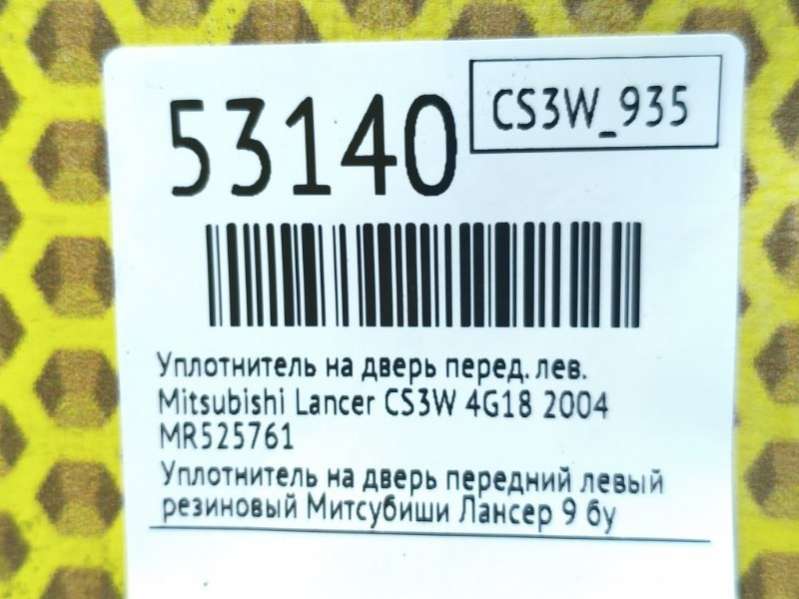 53140
CS3W_935
Уплотнитель на дверь перед. лев.
Mitsubishi Lancer CS3W 4G18 2004
MR525761
Уплотнитель на дверь передний левый
резиновый Митсубиши Лансер 9 бу